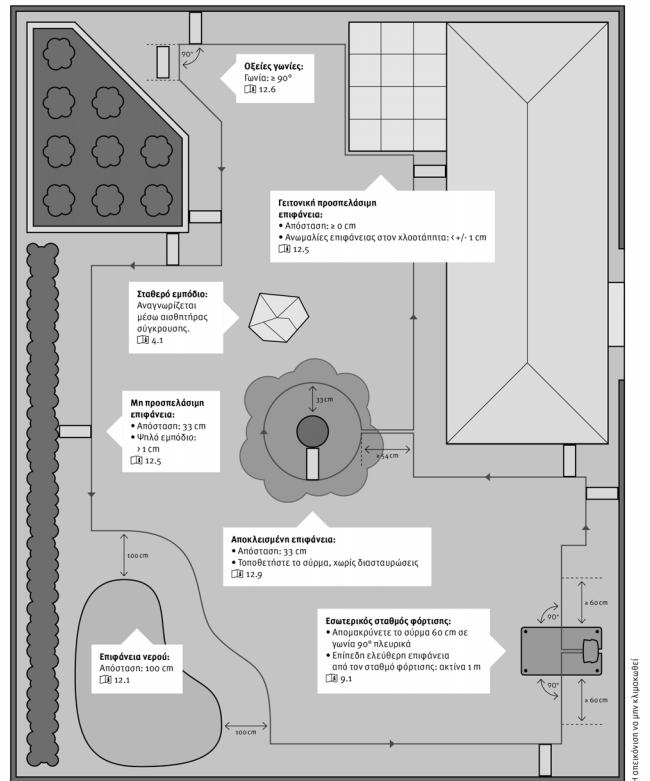 90°
Οξείες γωνίες:
Γωνία: ≥ 90°
12.6
Γειτονική προσπελάσιμη
επιφάνεια:
• Απόσταση: ≥ 0 cm
• Ανωμαλίες επιφάνειας στον χλοοτάπητα: < +/- 1 cm
12.5
Σταθερό εμπόδιο:
Αναγνωρίζεται
μέσω αισθητήρας
σύγκρουσης.
4.1
33 cm
Μη προσπελάσιμη
επιφάνεια:
• Απόσταση: 33 cm
• Ψηλό εμπόδιο:
> 1 cm
12.5
≥ 54 cm
Αποκλεισμένη επιφάνεια:
• Απόσταση: 33 cm
• Τοποθετήστε το σύρμα, χωρίς διασταυρώσεις
12.9
100 cm
≥ 60 cm
90°
Εσωτερικός σταθμός φόρτισης:
• Απομακρύνετε το σύρμα 60 cm σε
γωνία 90° πλευρικά
• Επίπεδη ελεύθερη επιφάνεια
από τον σταθμό φόρτισης: ακτίνα 1 m
9.1
Επιφάνεια νερού:
Απόσταση: 100 cm
12.1
90°
≥ 60 cm
100 cm
Η απεικόνιση να μην κλιμακωθεί